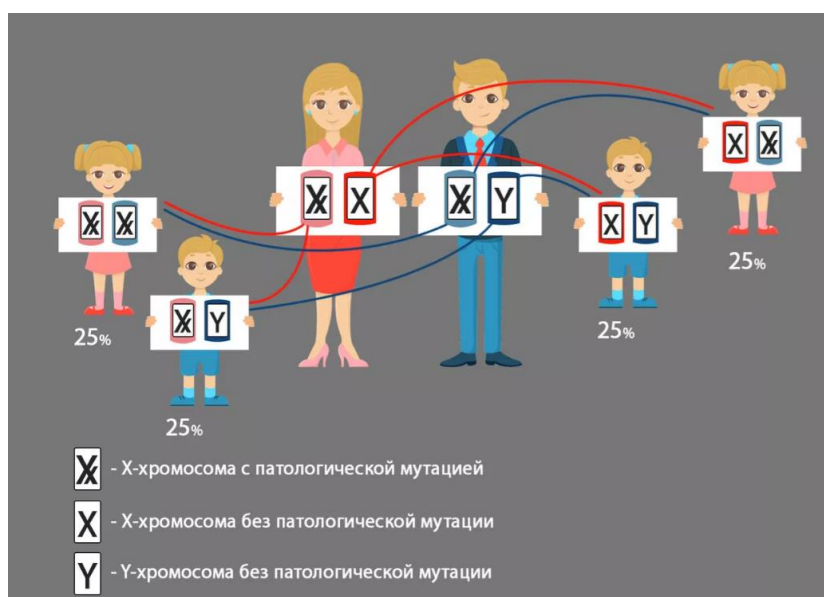 X X
X Y
X X
X Y
X Y
X X
25%
25%
25%
25%
X - Х-хромосома с патологической мутацией
X - Х-хромосома без патологической мутации
Y - Y-хромосома без патологической мутации